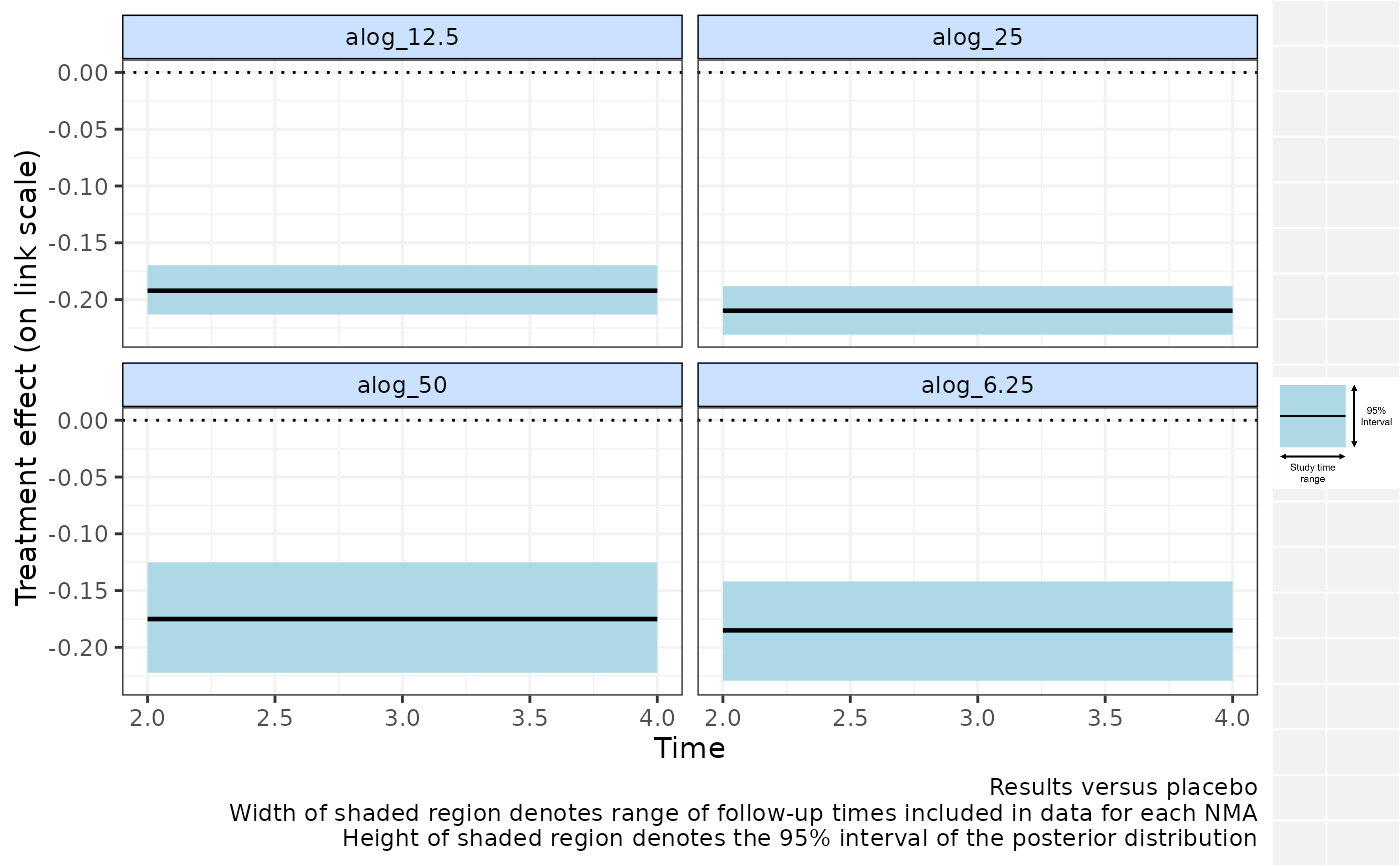 alog_12.5
alog_25
0.00
-0.05
-0.10
-0.15
-0.20
alog_50
alog_6.25
0.00
-0.05
-0.10
-0.15
-0.20
Treatment effect (on link scale)
2.0 2.5 3.0 3.5 4.0
2.0 2.5 3.0 3.5 4.0
Time
Results versus placebo
Width of shaded region denotes range of follow-up times included in data for each NMA
Height of shaded region denotes the 95% interval of the posterior distribution
95%
Interval
Study time
range